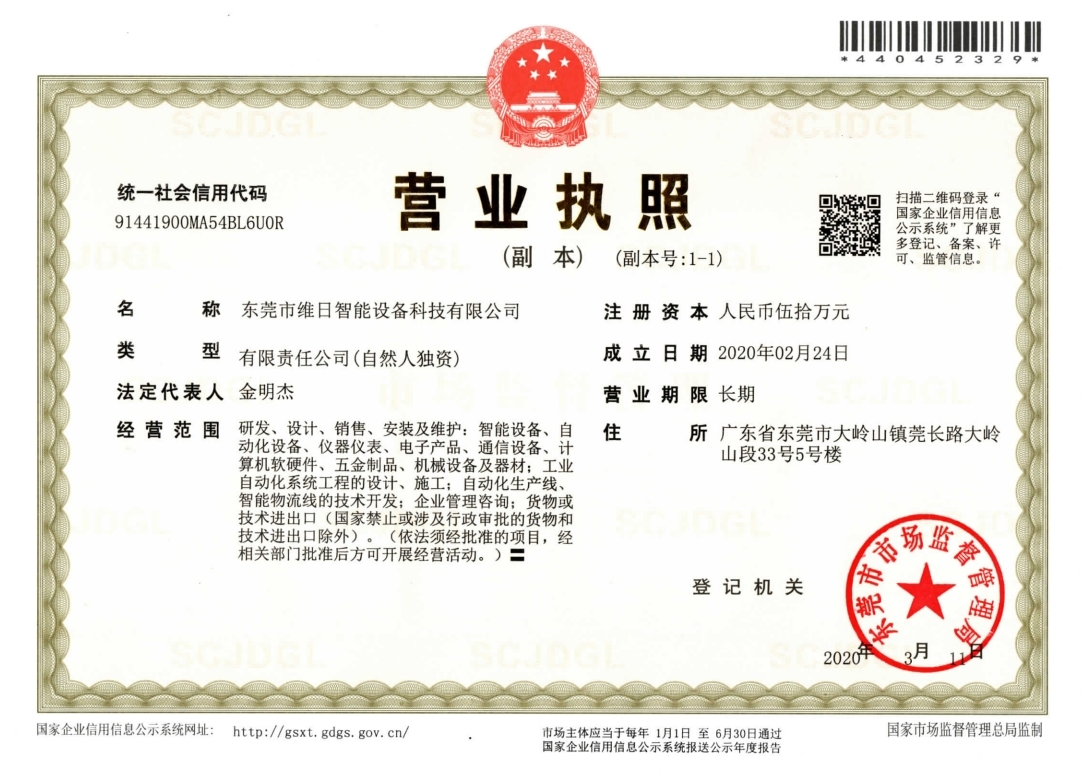 *440452329*
统一社会信用代码
91441900MA54BL6U0R
营业执照
(副 本) (副本号:1-1)
扫描二维码登录“
国家企业信用信息
公示系统”了解更
多登记、备案、许
可、监管信息。
名 称 东莞市维日智能设备科技有限公司
类 型 有限责任公司(自然人独资)
法定代表人 金明杰
经营范围 研发、设计、销售、安装及维护：智能设备、自
动化设备、仪器仪表、电子产品、通信设备、计
算机软硬件、五金制品、机械设备及器材；工业
自动化系统工程的设计、施工；自动化生产线、
智能物流线的技术开发；企业管理咨询；货物或
技术进出口（国家禁止或涉及行政审批的货物和
技术进出口除外）。（依法须经批准的项目，经
相关部门批准后方可开展经营活动。）
注册资本 人民币伍拾万元
成立日期 2020年02月24日
营业期限 长期
住 所 广东省东莞市大岭山镇莞长路大岭
山段33号5号楼
登记机关
东莞市市场监督管理局
2020年 3月 11日
国家企业信用信息公示系统网址： http://gsxt.gdgs.gov.cn/
市场主体应当于每年 1月1日 至 6月30日通过
国家企业信用信息公示系统报送公示年度报告
国家市场监督管理总局监制
SCJDGL